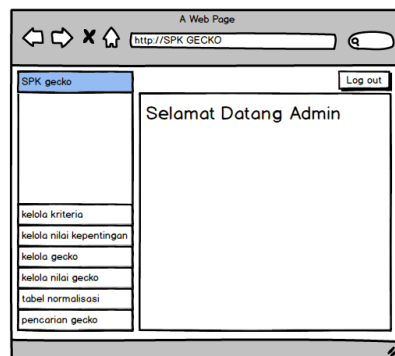 A Web Page
http://SPK GECKO
SPK gecko
Log out
Selamat Datang Admin
kelola kriteria
kelola nilai kepentingan
kelola gecko
kelola nilai gecko
tabel normalisasi
pencarian gecko